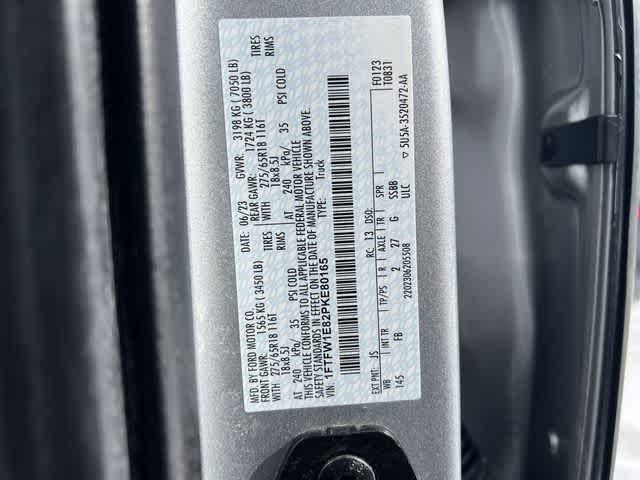 MFD. BY FORD MOTOR CO. 06/23 GVWR: 3198 KG ( 7050 LB)
FRONT GAWR: 1565 KG ( 3450 LB) REAR GAWR: 1724 KG ( 3800 LB)
WITH 275/65R18 116T TIRES WITH 275/65R18 116T TIRES
18x8.5J RIMS 18x8.5J RIMS
AT 240 kPa/ 35 PSI COLD AT 240 kPa/ 35 PSI COLD
THIS VEHICLE CONFORMS TO ALL APPLICABLE FEDERAL MOTOR VEHICLE
SAFETY STANDARDS IN EFFECT ON THE DATE OF MANUFACTURE SHOWN ABOVE.
VIN: 1FTFW1E82PKE80165 TYPE: Truck
F0123
T0831
EXT PNT: JS RC: 13 DSO:
WB INT TR TP/PS R AXLE TR SPR
145 FB 2 27 G SSBB
2202306205508 ULC ▽ 5U5A-3520472-AA